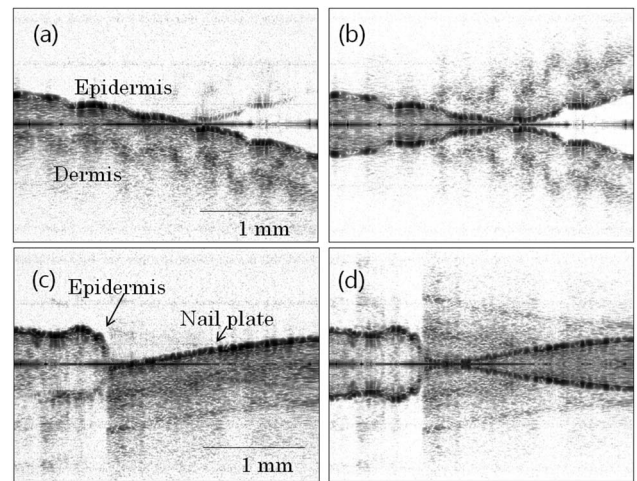 (a)
Epidermis
Dermis
1 mm
(b)
(c)
Epidermis
Nail plate
1 mm
(d)